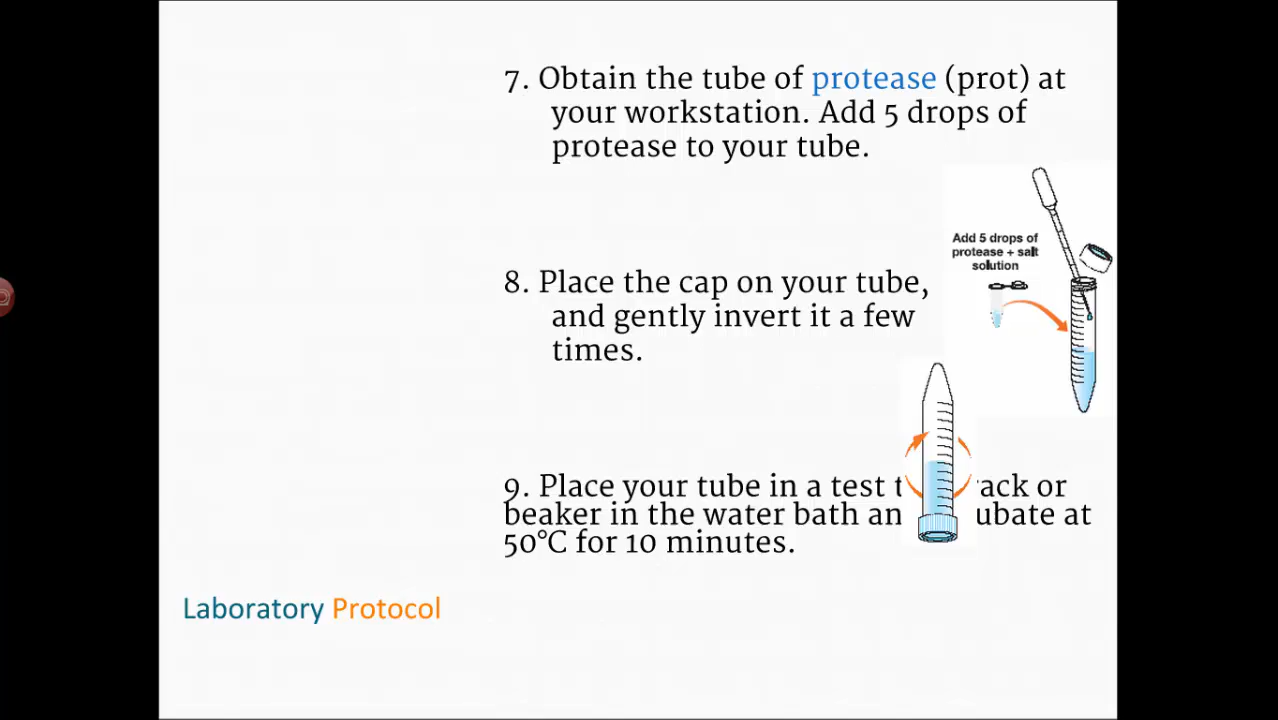 7. Obtain the tube of protease (prot) at
your workstation. Add 5 drops of
protease to your tube.
Add 5 drops of
protease + salt
solution
8. Place the cap on your tube,
and gently invert it a few
times.
9. Place your tube in a test rack or
beaker in the water bath an ubate at
50°C for 10 minutes.
Laboratory Protocol